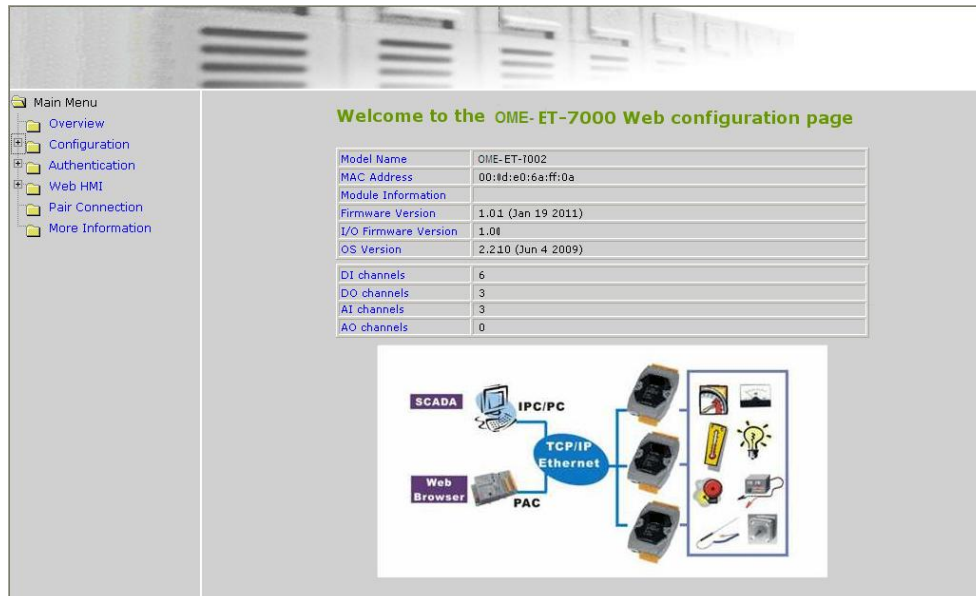 Main Menu
Overview
Configuration
Authentication
Web HMI
Pair Connection
More Information
Welcome to the OME-ET-7000 Web configuration page
Model Name OME-ET-7002
MAC Address 00:0d:e0:6a:ff:0a
Module Information
Firmware Version 1.0.1 (Jan 19 2011)
I/O Firmware Version 1.00
OS Version 2.2.10 (Jun 4 2009)
DI channels 6
DO channels 3
AI channels 3
AO channels 0
SCADA
IPC/PC
TCP/IP
Ethernet
Web
Browser
PAC